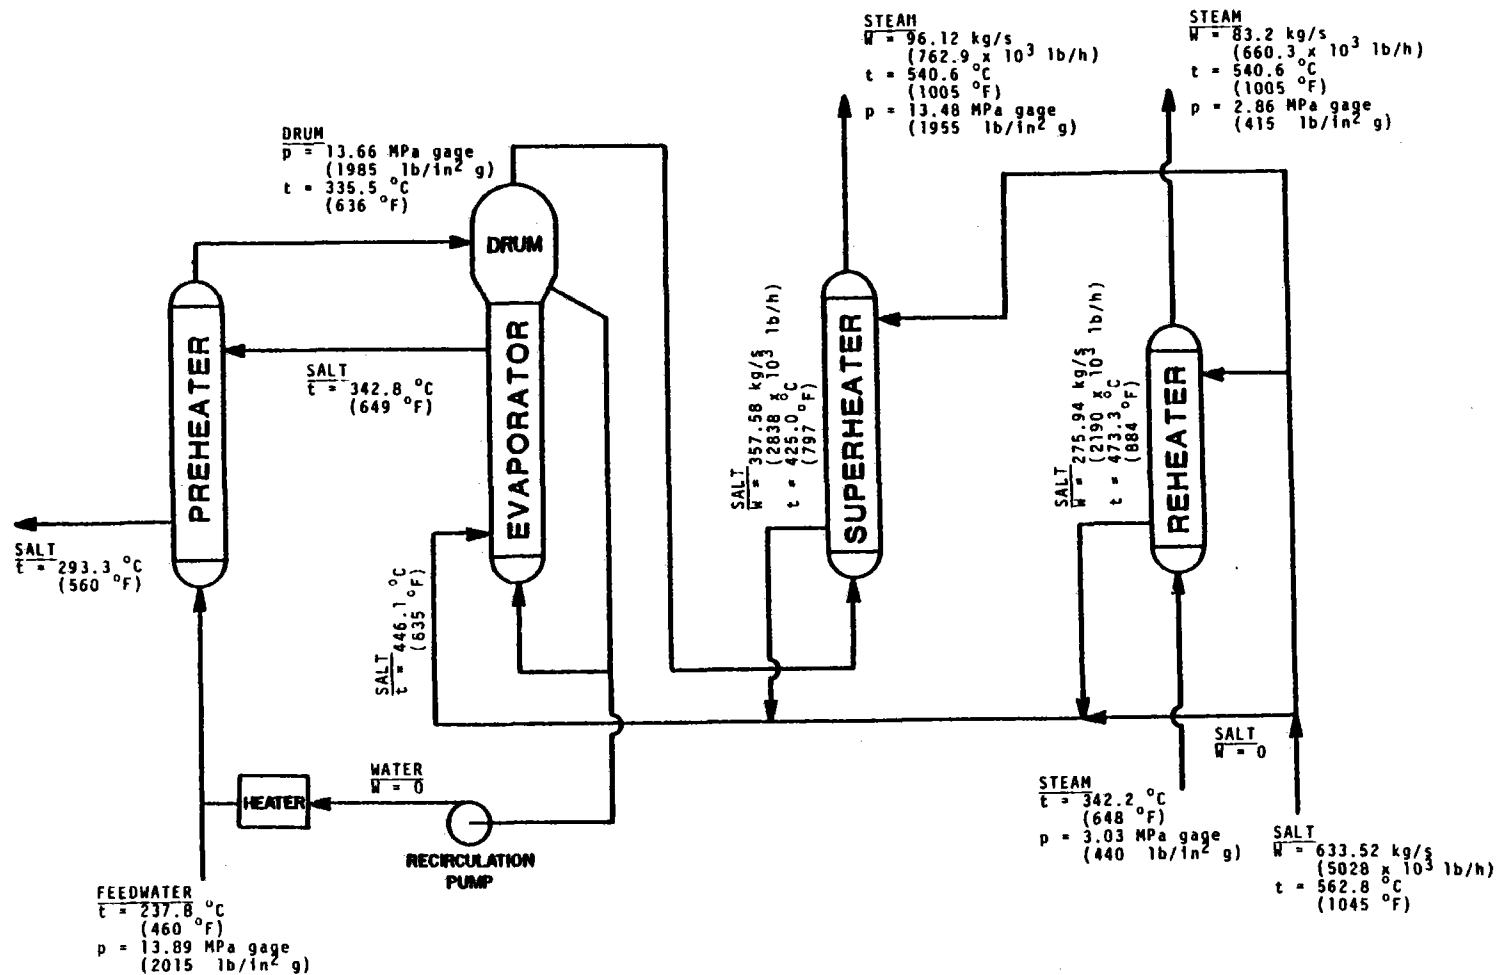 STEAM
W = 96.12 kg/s
(762.9 x 10³ lb/h)
t = 540.6 °C
(1005 °F)
p = 13.48 MPa gage
(1955 lb/in² g)
STEAM
W = 83.2 kg/s
(660.3 x 10³ lb/h)
t = 540.6 °C
(1005 °F)
p = 2.86 MPa gage
(415 lb/in² g)
DRUM
p = 13.66 MPa gage
(1985 lb/in² g)
t = 335.5 °C
(636 °F)
DRUM
PREHEATER
EVAPORATOR
SUPERHEATER
REHEATER
SALT
t = 342.8 °C
(649 °F)
SALT
W = 357.58 kg/s
(2838 x 10³ lb/h)
t = 425.0 °C
(797 °F)
SALT
W = 275.94 kg/s
(2190 x 10³ lb/h)
t = 473.3 °C
(884 °F)
SALT
t = 293.3 °C
(560 °F)
SALT
t = 446.1 °C
(835 °F)
SALT
W = 0
WATER
W = 0
HEATER
RECIRCULATION
PUMP
STEAM
t = 342.2 °C
(648 °F)
p = 3.03 MPa gage
(440 lb/in² g)
SALT
W = 633.52 kg/s
(5028 x 10³ lb/h)
t = 562.8 °C
(1045 °F)
FEEDWATER
t = 237.8 °C
(460 °F)
p = 13.89 MPa gage
(2015 lb/in² g)